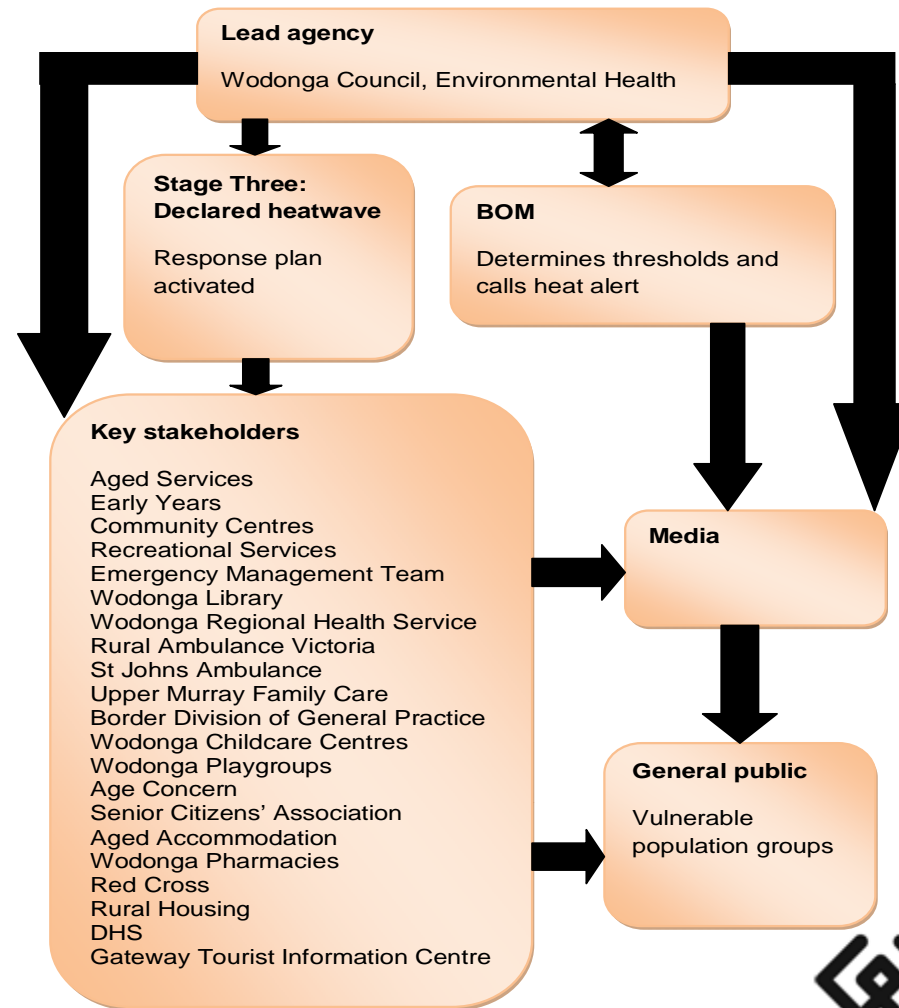 Lead agency
Wodonga Council, Environmental Health
Stage Three:
Declared heatwave
Response plan
activated
BOM
Determines thresholds and
calls heat alert
Key stakeholders
Aged Services
Early Years
Community Centres
Recreational Services
Emergency Management Team
Wodonga Library
Wodonga Regional Health Service
Rural Ambulance Victoria
St Johns Ambulance
Upper Murray Family Care
Border Division of General Practice
Wodonga Childcare Centres
Wodonga Playgroups
Age Concern
Senior Citizens’ Association
Aged Accommodation
Wodonga Pharmacies
Red Cross
Rural Housing
DHS
Gateway Tourist Information Centre
Media
General public
Vulnerable
population groups